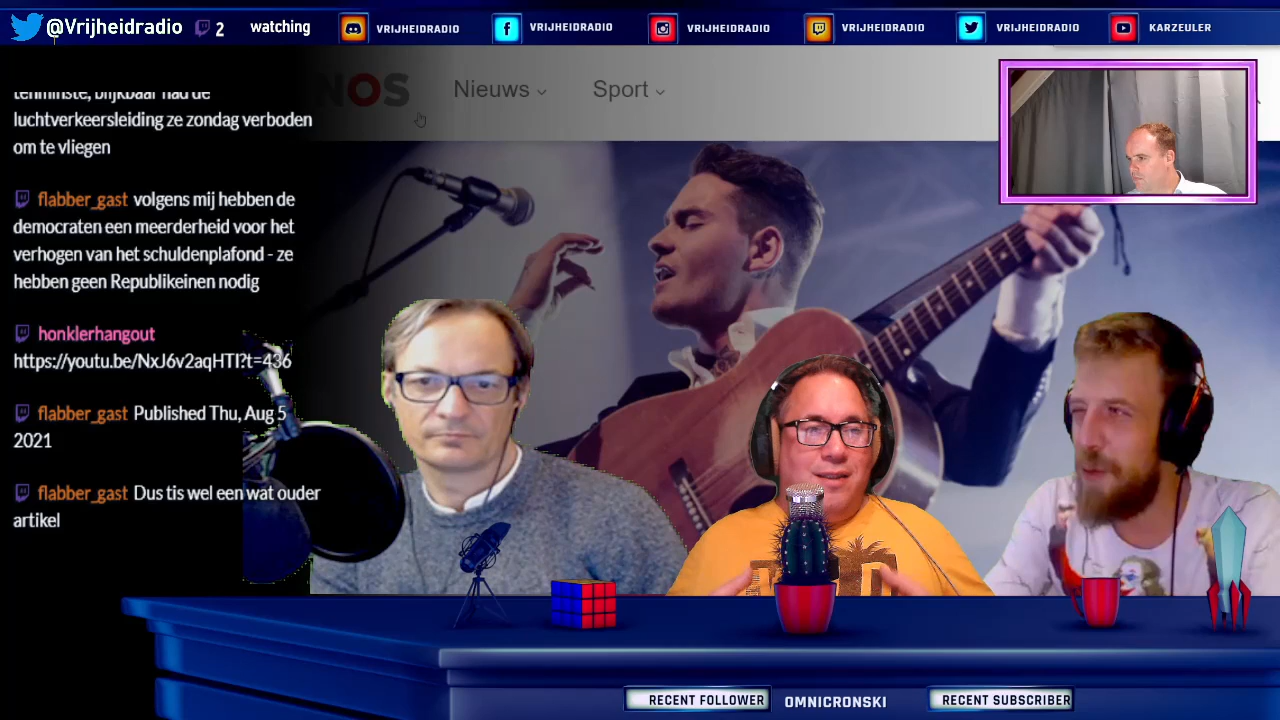 @Vrijheidradio 2 watching VRIJHEIDRADIO VRIJHEIDRADIO VRIJHEIDRADIO VRIJHEIDRADIO VRIJHEIDRADIO KARZEULER
NOS Nieuws Sport
tenminste, blijkbaar had de
luchtverkeersleiding ze zondag verboden
om te vliegen
flabber_gast volgens mij hebben de
democraten een meerderheid voor het
verhogen van het schuldenplafond - ze
hebben geen Republikeinen nodig
honklerhangout
https://youtu.be/NxJ6v2aqHTI?t=436
flabber_gast Published Thu, Aug 5
2021
flabber_gast Dus tis wel een wat ouder
artikel
RECENT FOLLOWER OMNICRONSKI RECENT SUBSCRIBER